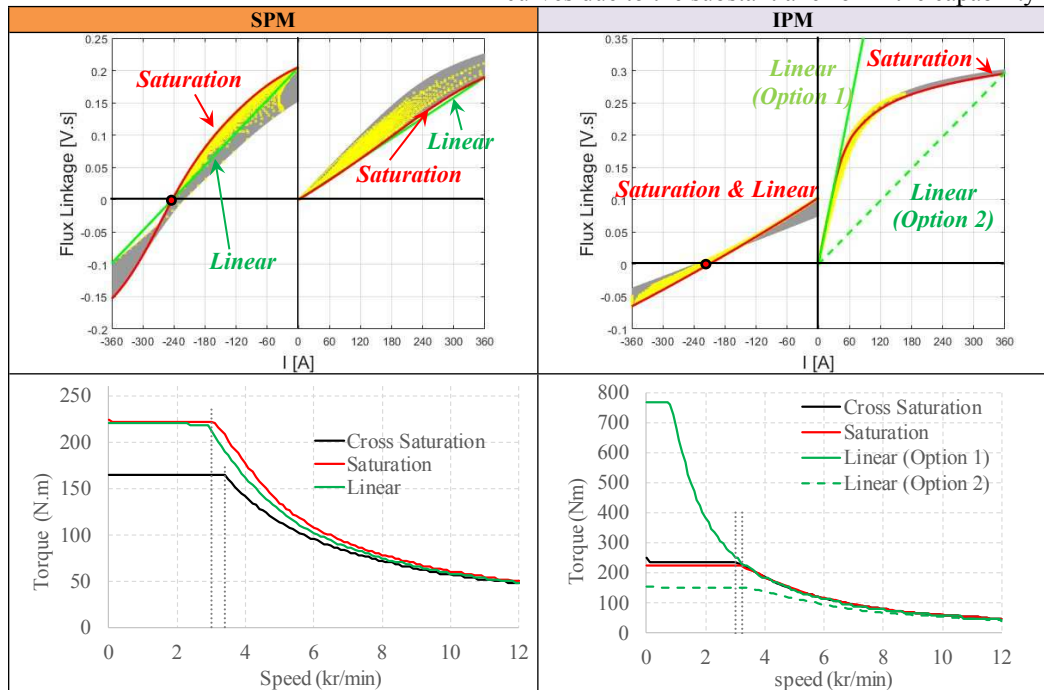 SPM
IPM
Flux Linkage [V.s]
0.25
0.2
0.15
0.1
0.05
0
-0.05
-0.1
-0.15
-0.2
-360 -300 -240 -180 -120 -60 0 60 120 180 240 300 360
I [A]
Saturation
Linear
Linear
Saturation
Flux Linkage [V.s]
0.35
0.3
0.25
0.2
0.15
0.1
0.05
0
-0.05
-0.1
-360 -300 -240 -180 -120 -60 0 60 120 180 240 300 360
I [A]
Linear
(Option 1)
Saturation
Saturation & Linear
Linear
(Option 2)
Torque (N.m)
250
200
150
100
50
0
0 2 4 6 8 10 12
Speed (kr/min)
Cross Saturation
Saturation
Linear
Torque (Nm)
800
700
600
500
400
300
200
100
0
0 2 4 6 8 10 12
speed (kr/min)
Cross Saturation
Saturation
Linear (Option 1)
Linear (Option 2)